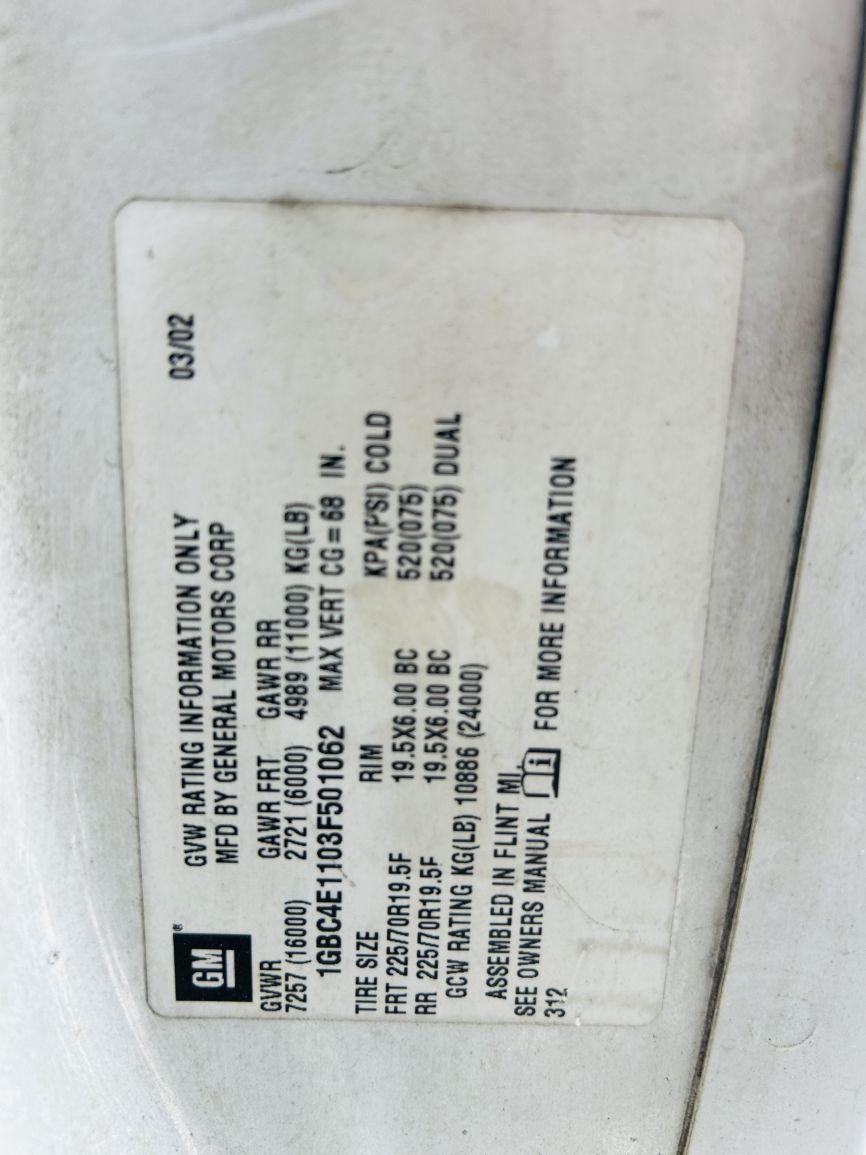 GM®
GVW RATING INFORMATION ONLY 03/02
MFD BY GENERAL MOTORS CORP
GVWR GAWR FRT GAWR RR
7257 (16000) 2721 (6000) 4989 (11000) KG(LB)
1GBC4E1103F501062 MAX VERT CG=68 IN.
TIRE SIZE RIM KPA(PSI) COLD
FRT 225/70R19.5F 19.5X6.00 BC 520(075)
RR 225/70R19.5F 19.5X6.00 BC 520(075) DUAL
GCW RATING KG(LB) 10886 (24000)
ASSEMBLED IN FLINT MI.
SEE OWNERS MANUAL FOR MORE INFORMATION
312